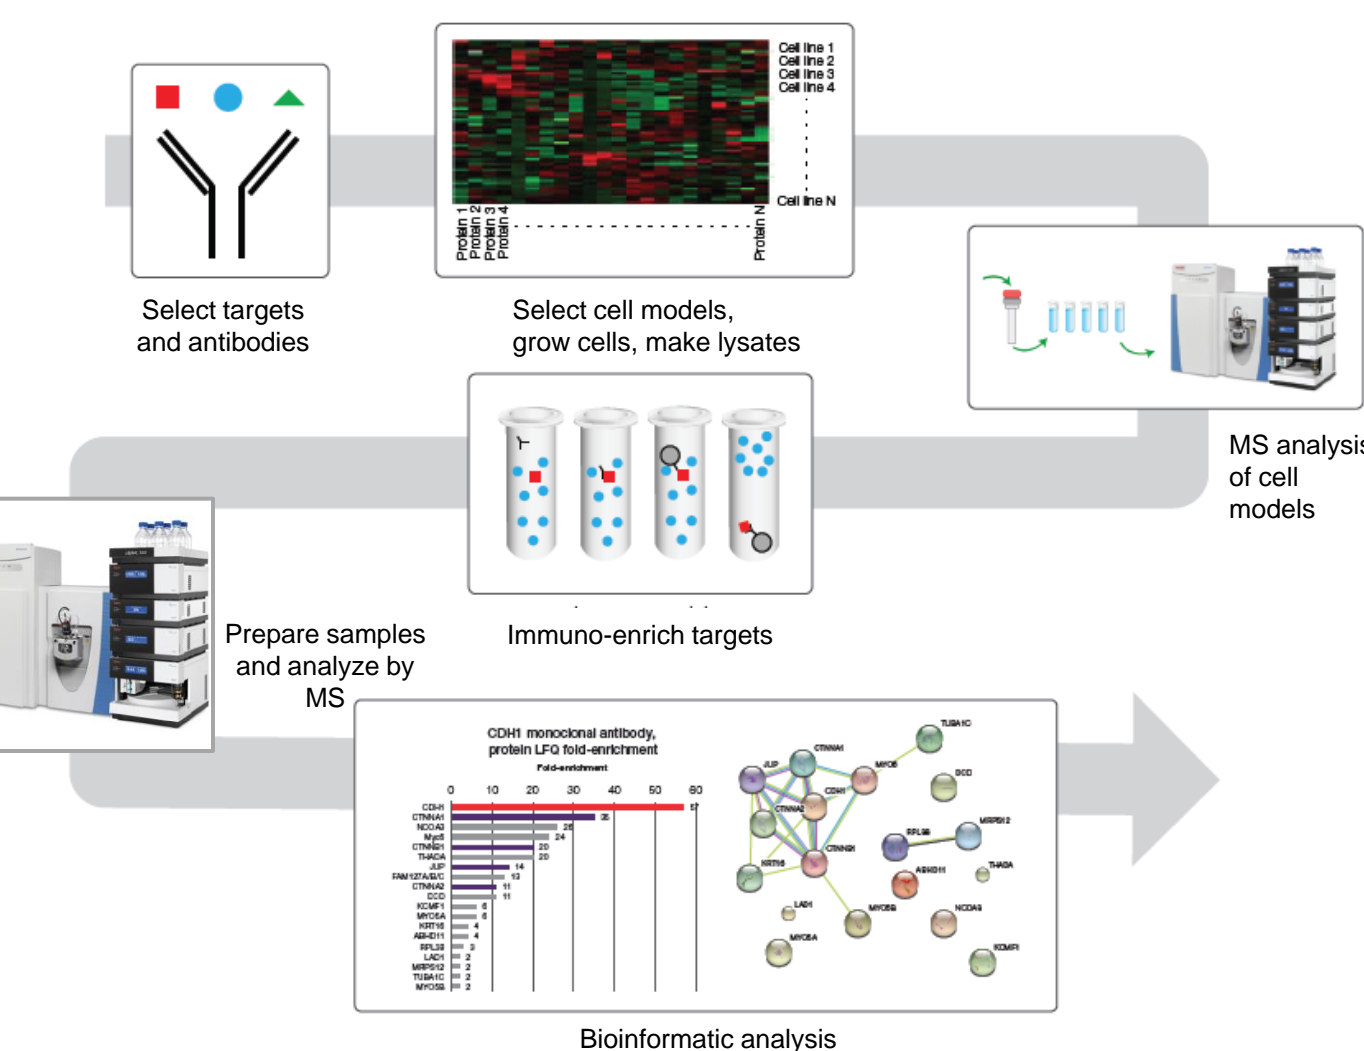 Cell line 1
Cell line 2
Cell line 3
Cell line 4
Cell line N
Protein 1
Protein 2
Protein 3
Protein 4
Protein N
Select targets
and antibodies
Select cell models,
grow cells, make lysates
MS analysis
of cell
models
Prepare samples
and analyze by
MS
Immuno-enrich targets
CDH1 monoclonal antibody,
protein LFQ fold-enrichment
Fold-enrichment
0 10 20 30 40 50 60
CDH1 57
CTNNA1 35
NCOA3 26
Myo6 24
CTNNB1 20
THADA 20
JUP 14
FAM127A/B/C 13
CTNNA2 11
DCD 11
KCMF1 6
MYO5A 6
KRT16 4
ABHD11 4
RPL38 3
LAD1 2
MRPS12 2
TUBA1C 2
MYO5B 2
TUBA1C
CTNNA1
JUP
MYO6
DCD
CDH1
CTNNA2
MRPS12
RPL38
CTNNB1
KRT16
THADA
ABHD11
LAD1
MYO5B
NCOA3
MYO5A
KCMF1
Bioinformatic analysis